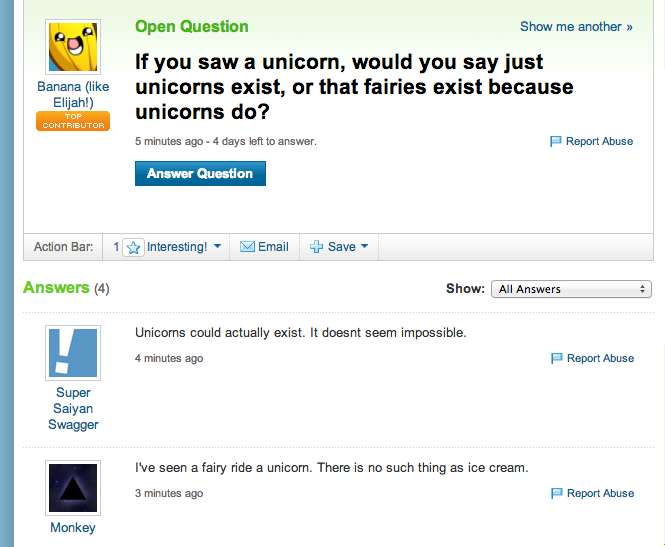 Open Question
Show me another »
If you saw a unicorn, would you say just
unicorns exist, or that fairies exist because
unicorns do?
Banana (like
Elijah!)
TOP
CONTRIBUTOR
5 minutes ago - 4 days left to answer.
Report Abuse
Answer Question
Action Bar:
1
Interesting!
Email
Save
Answers (4)
Show:
All Answers
Unicorns could actually exist. It doesnt seem impossible.
4 minutes ago
Report Abuse
Super
Saiyan
Swagger
I've seen a fairy ride a unicorn. There is no such thing as ice cream.
3 minutes ago
Report Abuse
Monkey